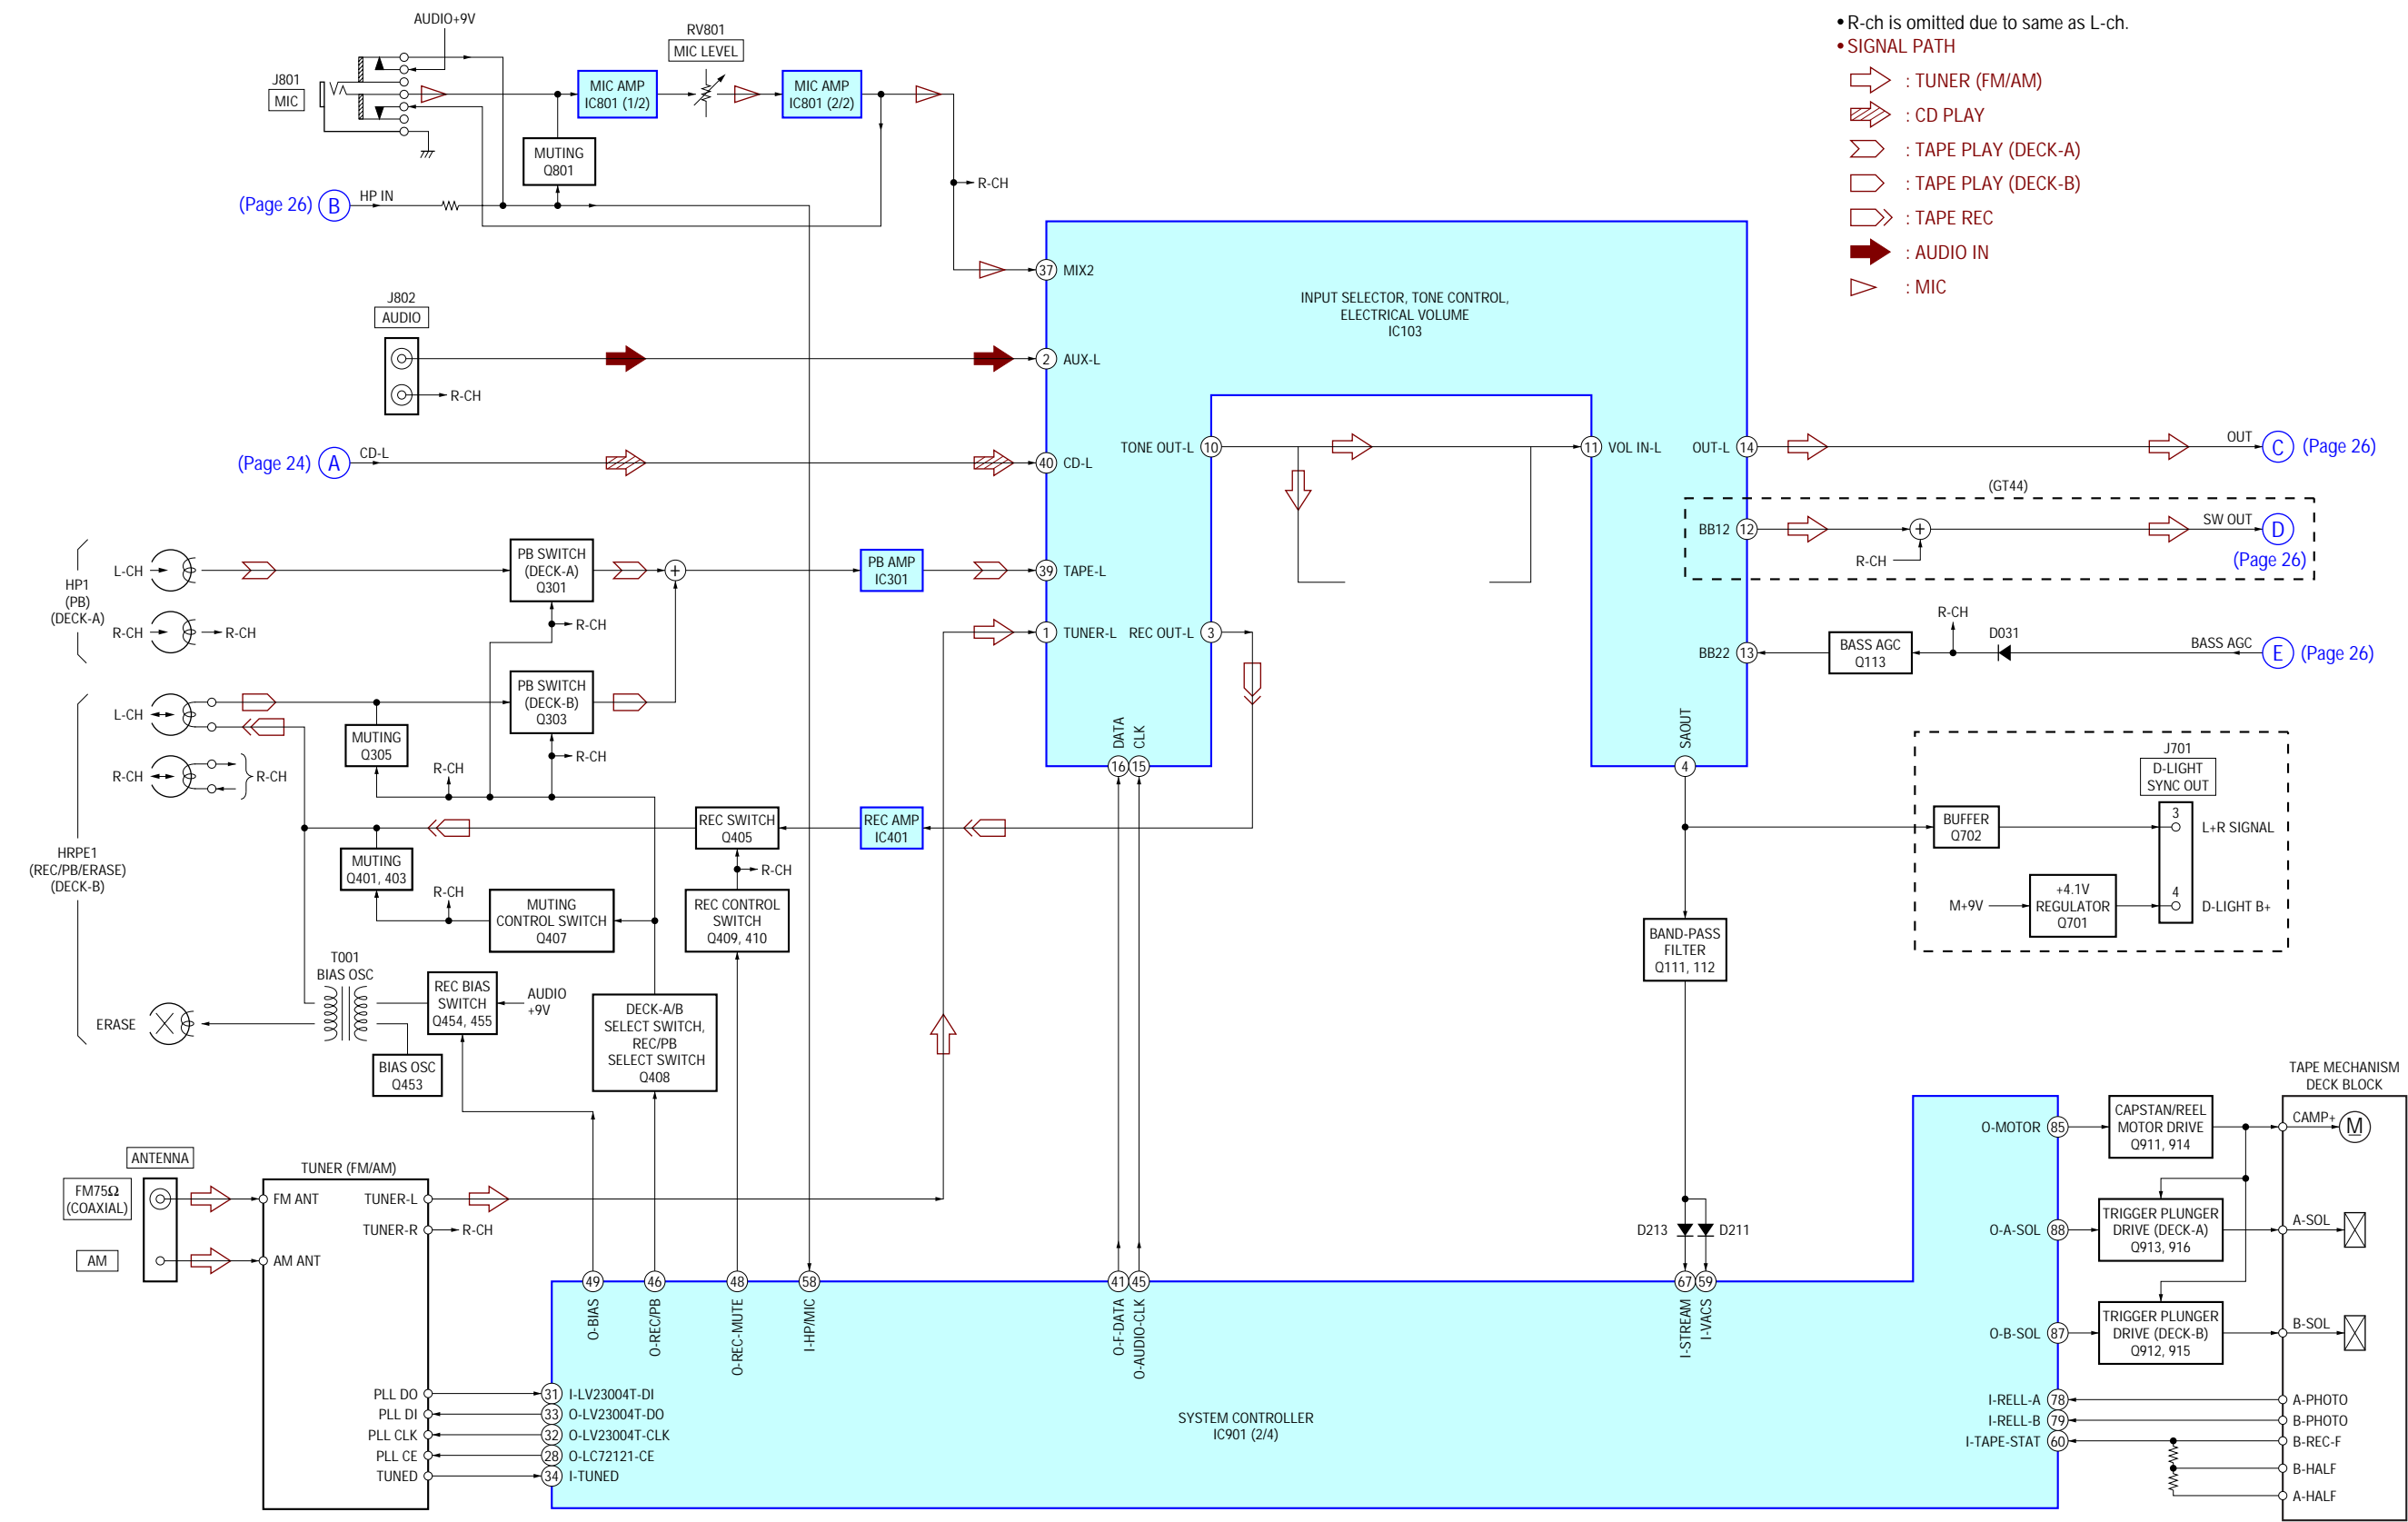 AUDIO+9V
J801
MIC
MIC AMP
IC801 (1/2)
RV801
MIC LEVEL
MIC AMP
IC801 (2/2)
MUTING
Q801
R-CH
(Page 26)
B
HP IN
•R-ch is omitted due to same as L-ch.
•SIGNAL PATH
: TUNER (FM/AM)
: CD PLAY
: TAPE PLAY (DECK-A)
: TAPE PLAY (DECK-B)
: TAPE REC
: AUDIO IN
: MIC
J802
AUDIO
R-CH
(Page 24)
A
CD-L
INPUT SELECTOR, TONE CONTROL,
ELECTRICAL VOLUME
IC103
37
MIX2
2
AUX-L
40
CD-L
39
TAPE-L
1
TUNER-L
TONE OUT-L
10
REC OUT-L
3
11
VOL IN-L
OUT-L
14
BB12
12
BB22
13
DATA
CLK
16
15
SAOUT
4
OUT
C
(Page 26)
(GT44)
+
R-CH
SW OUT
D
(Page 26)
R-CH
D031
BASS AGC
Q113
BASS AGC
E
(Page 26)
HP1
(PB)
(DECK-A)
L-CH
R-CH
R-CH
PB SWITCH
(DECK-A)
Q301
R-CH
+
PB AMP
IC301
PB SWITCH
(DECK-B)
Q303
R-CH
L-CH
R-CH
R-CH
MUTING
Q305
R-CH
HRPE1
(REC/PB/ERASE)
(DECK-B)
ERASE
REC SWITCH
Q405
REC AMP
IC401
R-CH
MUTING
Q401, 403
R-CH
MUTING
CONTROL SWITCH
Q407
REC CONTROL
SWITCH
Q409, 410
T001
BIAS OSC
REC BIAS
SWITCH
Q454, 455
AUDIO
+9V
BIAS OSC
Q453
DECK-A/B
SELECT SWITCH,
REC/PB
SELECT SWITCH
Q408
J701
D-LIGHT
SYNC OUT
BUFFER
Q702
3
L+R SIGNAL
M+9V
+4.1V
REGULATOR
Q701
4
D-LIGHT B+
BAND-PASS
FILTER
Q111, 112
D213
D211
ANTENNA
FM75Ω
(COAXIAL)
AM
TUNER (FM/AM)
FM ANT
AM ANT
TUNER-L
TUNER-R
R-CH
PLL DO
PLL DI
PLL CLK
PLL CE
TUNED
31
I-LV23004T-DI
33
O-LV23004T-DO
32
O-LV23004T-CLK
28
O-LC72121-CE
34
I-TUNED
49
O-BIAS
46
O-REC/PB
48
O-REC-MUTE
58
I-HP/MIC
41
O-F-DATA
45
O-AUDIO-CLK
67
I-STREAM
59
I-VACS
SYSTEM CONTROLLER
IC901 (2/4)
O-MOTOR
85
O-A-SOL
88
O-B-SOL
87
I-RELL-A
78
I-RELL-B
79
I-TAPE-STAT
60
CAPSTAN/REEL
MOTOR DRIVE
Q911, 914
TRIGGER PLUNGER
DRIVE (DECK-A)
Q913, 916
TRIGGER PLUNGER
DRIVE (DECK-B)
Q912, 915
TAPE MECHANISM
DECK BLOCK
CAMP+
M
A-SOL
B-SOL
A-PHOTO
B-PHOTO
B-REC-F
B-HALF
A-HALF